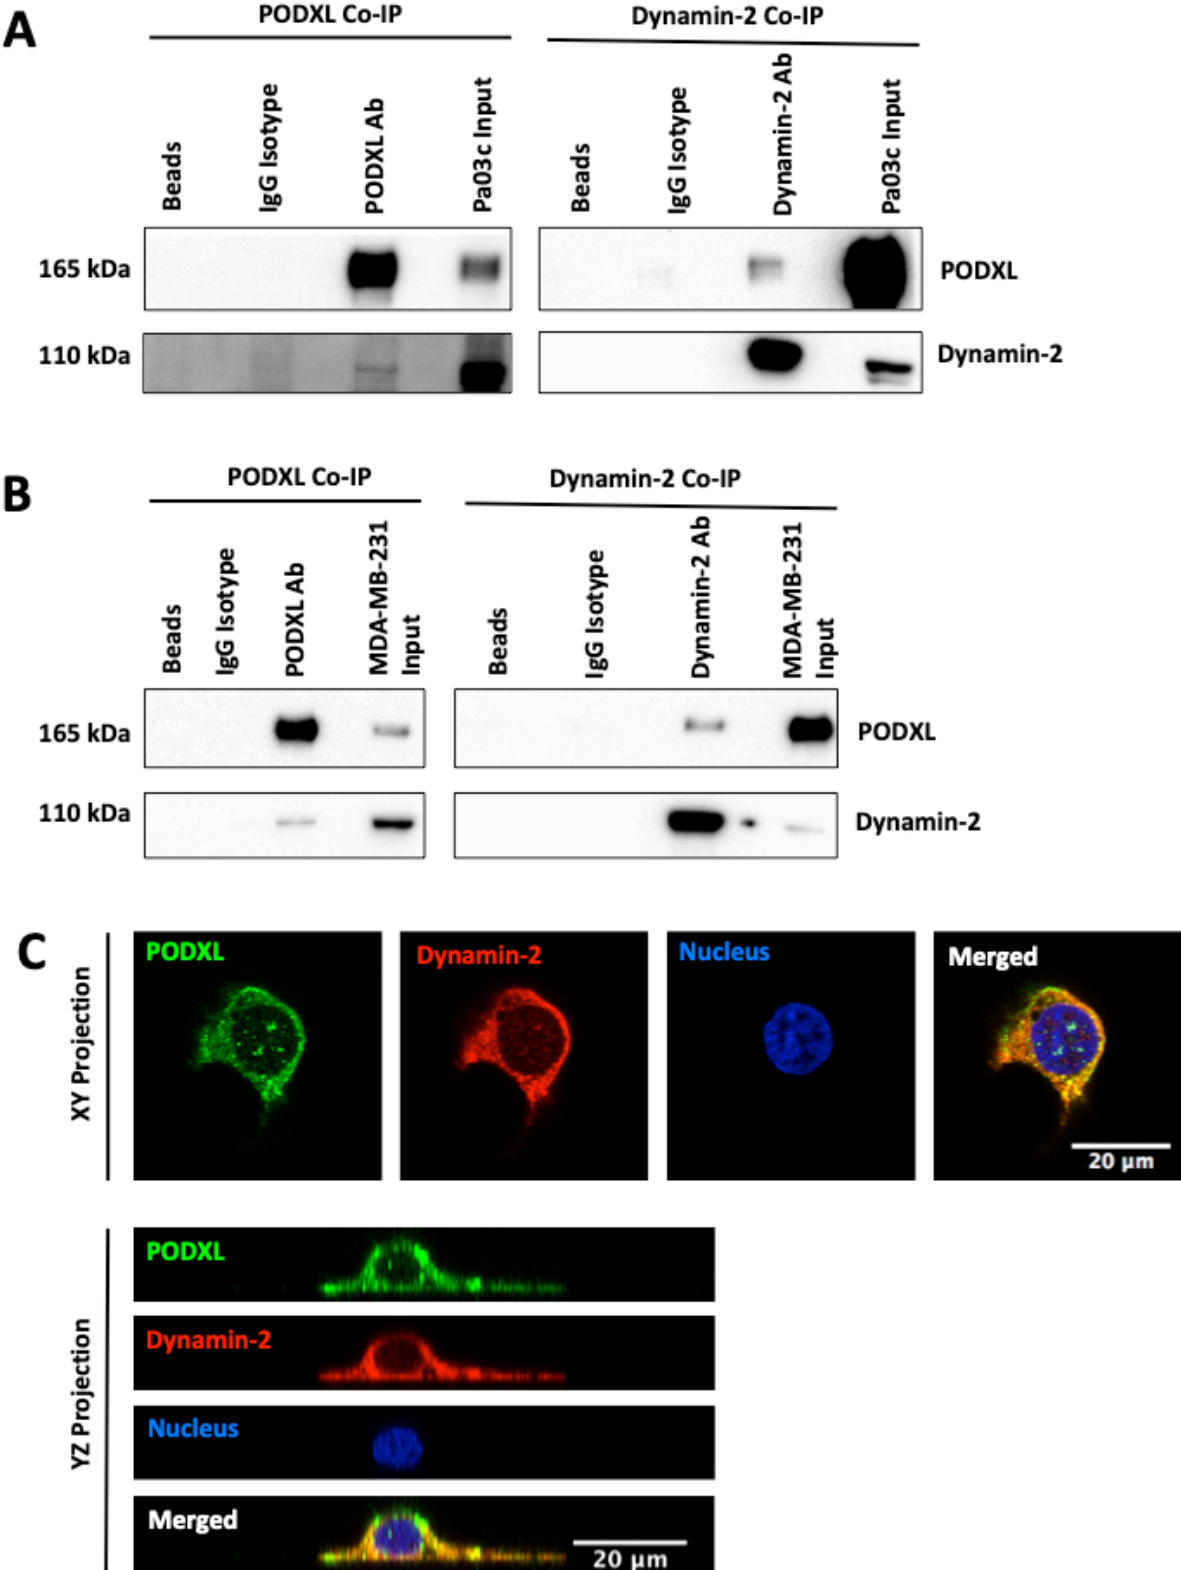 A
PODXL Co-IP
Dynamin-2 Co-IP
Beads
IgG Isotype
PODXL Ab
Pa03c Input
Beads
IgG Isotype
Dynamin-2 Ab
Pa03c Input
165 kDa
PODXL
110 kDa
Dynamin-2
B
PODXL Co-IP
Dynamin-2 Co-IP
Beads
IgG Isotype
PODXL Ab
MDA-MB-231
Input
Beads
IgG Isotype
Dynamin-2 Ab
MDA-MB-231
Input
165 kDa
PODXL
110 kDa
Dynamin-2
C
XY Projection
PODXL
Dynamin-2
Nucleus
Merged
20 µm
YZ Projection
PODXL
Dynamin-2
Nucleus
Merged
20 µm